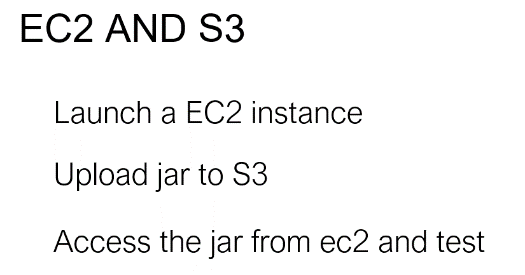 EC2 AND S3
Launch a EC2 instance
Upload jar to S3
Access the jar from ec2 and test